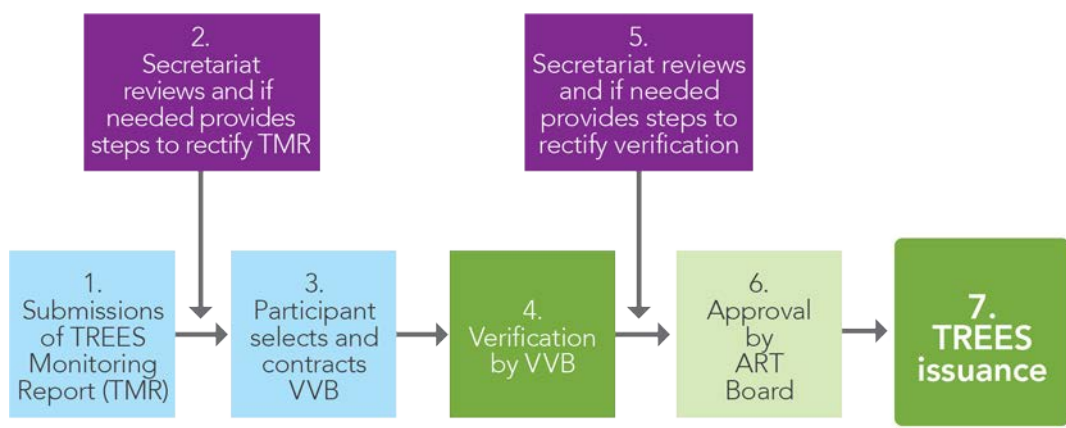 2.
Secretariat
reviews and if
needed provides
steps to rectify TMR
5.
Secretariat reviews
and if needed
provides steps to
rectify verification
1.
Submissions
of TREES
Monitoring
Report (TMR)
3.
Participant
selects and
contracts
VVB
4.
Verification
by VVB
6.
Approval
by
ART
Board
7.
TREES
issuance